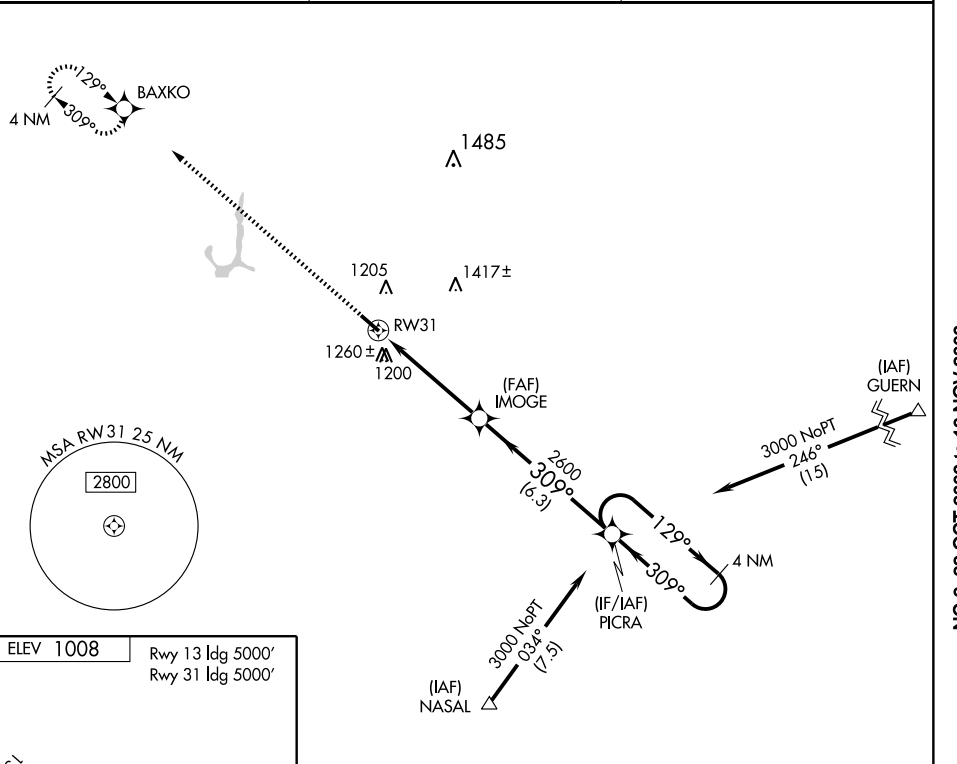 BAXKO
129°
309°
4 NM
1485
1205
1417±
RW31
1260±
1200
(FAF)
IMOGE
(IAF)
GUERN
3000 NoPT
246°
(15)
2600
309°
(6.3)
129°
309°
4 NM
(IF/IAF)
PICRA
3000 NoPT
034°
(7.5)
(IAF)
NASAL
MSA RW31 25 NM
2800
ELEV 1008
Rwy 13 ldg 5000'
Rwy 31 ldg 5000'